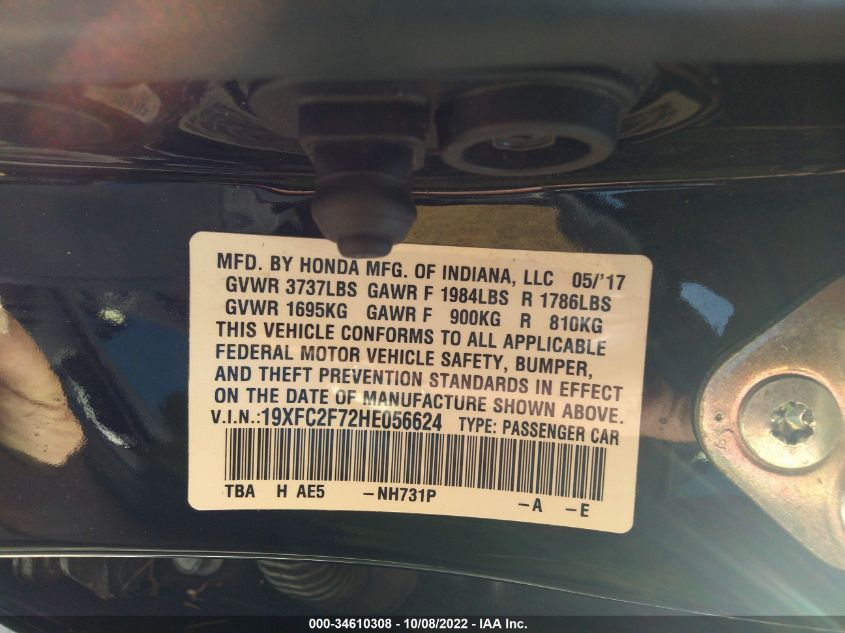 MFD. BY HONDA MFG. OF INDIANA, LLC 05/'17
GVWR 3737LBS GAWR F 1984LBS R 1786LBS
GVWR 1695KG GAWR F 900KG R 810KG
THIS VEHICLE CONFORMS TO ALL APPLICABLE
FEDERAL MOTOR VEHICLE SAFETY, BUMPER,
AND THEFT PREVENTION STANDARDS IN EFFECT
ON THE DATE OF MANUFACTURE SHOWN ABOVE.
V.I.N.:19XFC2F72HE056624 TYPE: PASSENGER CAR
TBA H AE5 -NH731P -A -E
000-34610308 - 10/08/2022 - IAA Inc.